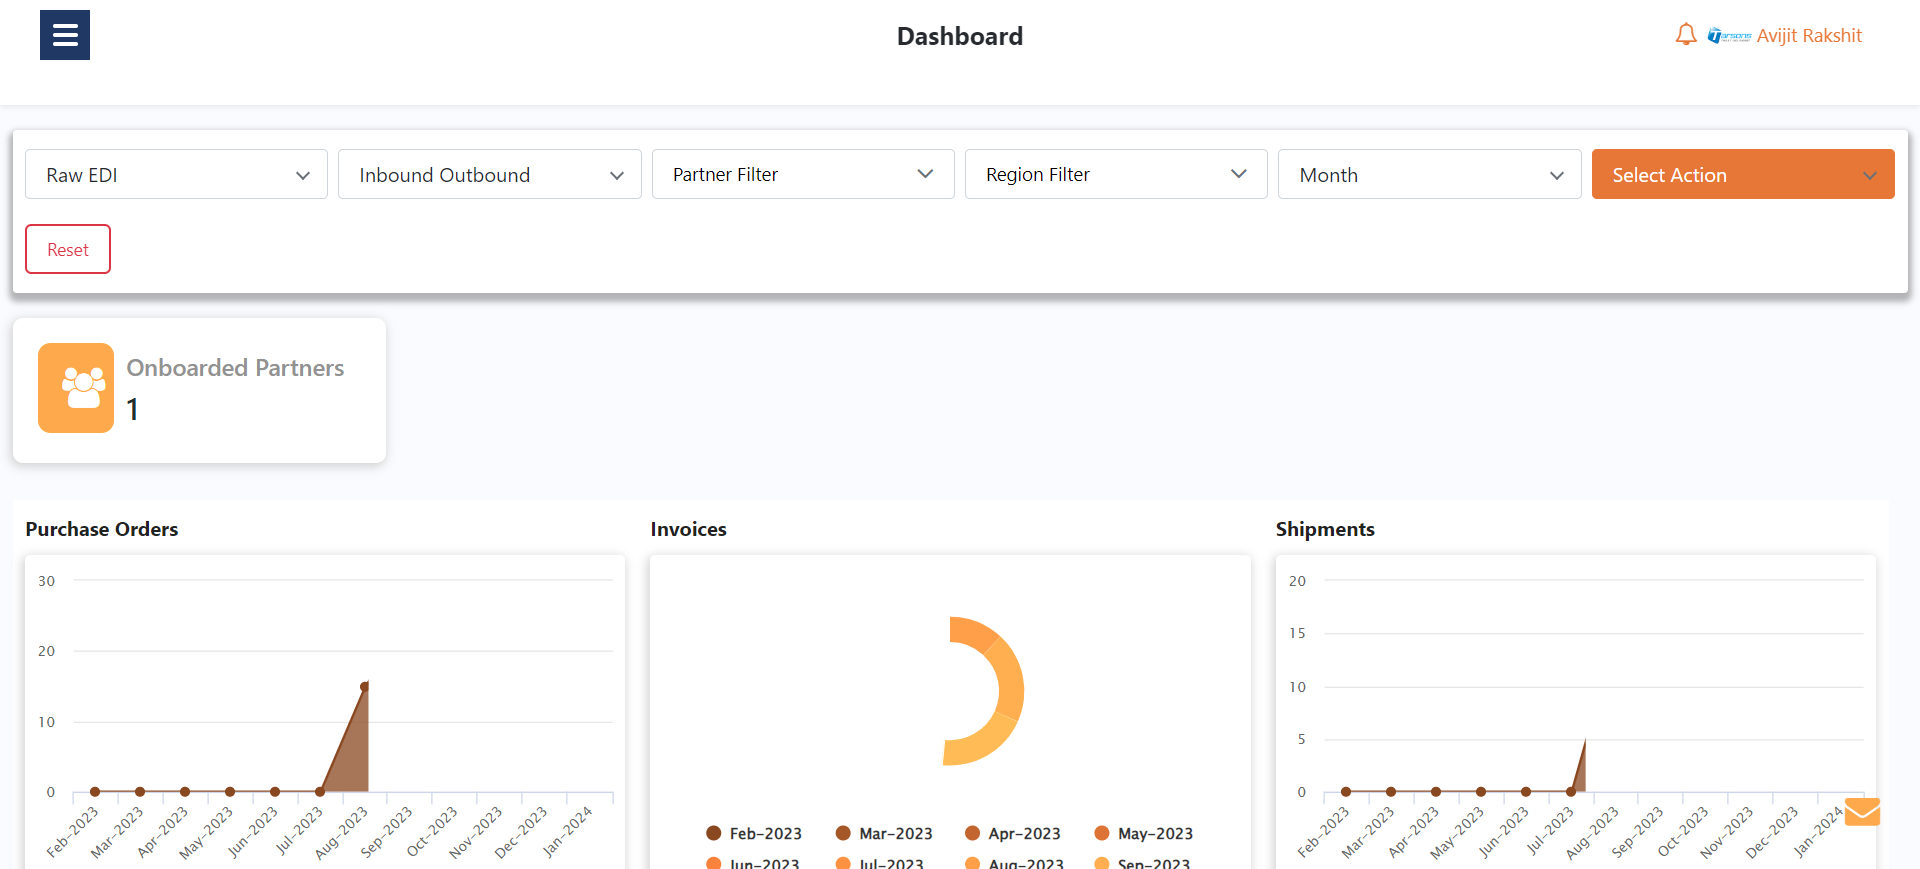 Dashboard
Tarsons Avijit Rakshit
Raw EDI
Inbound Outbound
Partner Filter
Region Filter
Month
Select Action
Reset
Onboarded Partners
1
Purchase Orders
30
20
10
0
Feb-2023 Mar-2023 Apr-2023 May-2023 Jun-2023 Jul-2023 Aug-2023 Sep-2023 Oct-2023 Nov-2023 Dec-2023 Jan-2024
Invoices
Feb-2023 Mar-2023 Apr-2023 May-2023
Jun-2023 Jul-2023 Aug-2023 Sep-2023
Shipments
20
15
10
5
0
Feb-2023 Mar-2023 Apr-2023 May-2023 Jun-2023 Jul-2023 Aug-2023 Sep-2023 Oct-2023 Nov-2023 Dec-2023 Jan-2024